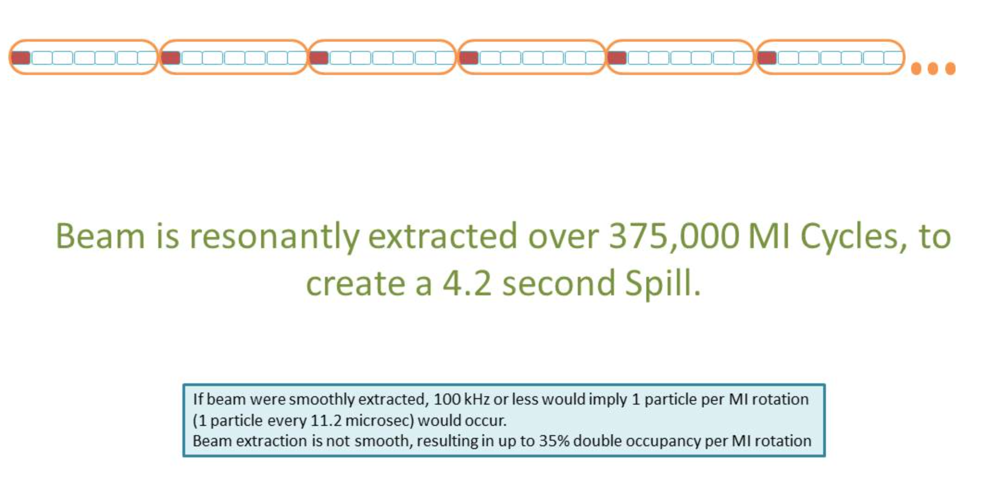 Beam is resonantly extracted over 375,000 MI Cycles, to
create a 4.2 second Spill.
If beam were smoothly extracted, 100 kHz or less would imply 1 particle per MI rotation
(1 particle every 11.2 microsec) would occur.
Beam extraction is not smooth, resulting in up to 35% double occupancy per MI rotation